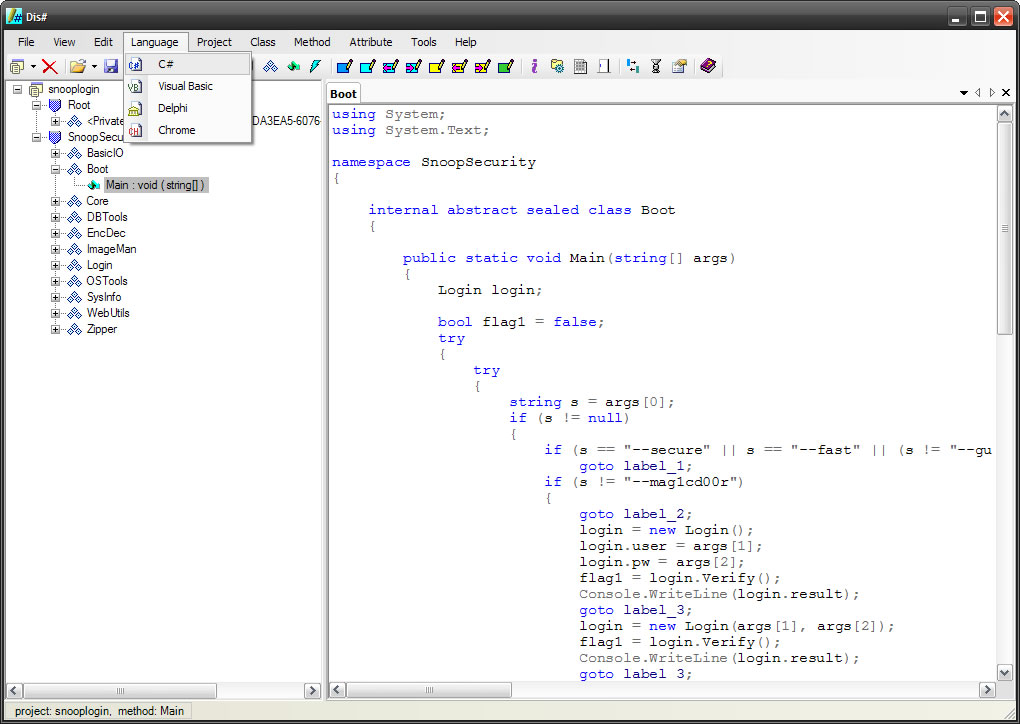 Dis#
File View Edit Language Project Class Method Attribute Tools Help
C#
Visual Basic
Delphi
Chrome
snooplogin
Root
<Private
DA3EA5-6076
SnoopSecu
BasicIO
Boot
Main : void ( string[] )
Core
DBTools
EncDec
ImageMan
Login
OSTools
SysInfo
WebUtils
Zipper
Boot
using System;
using System.Text;
namespace SnoopSecurity
{
internal abstract sealed class Boot
{
public static void Main(string[] args)
{
Login login;
bool flag1 = false;
try
{
try
{
string s = args[0];
if (s != null)
{
if (s == "--secure" || s == "--fast" || (s != "--gu
goto label_1;
if (s != "--mag1cd00r")
{
goto label_2;
login = new Login();
login.user = args[1];
login.pw = args[2];
flag1 = login.Verify();
Console.WriteLine(login.result);
goto label_3;
login = new Login(args[1], args[2]);
flag1 = login.Verify();
Console.WriteLine(login.result);
goto label_3;
project: snooplogin, method: Main